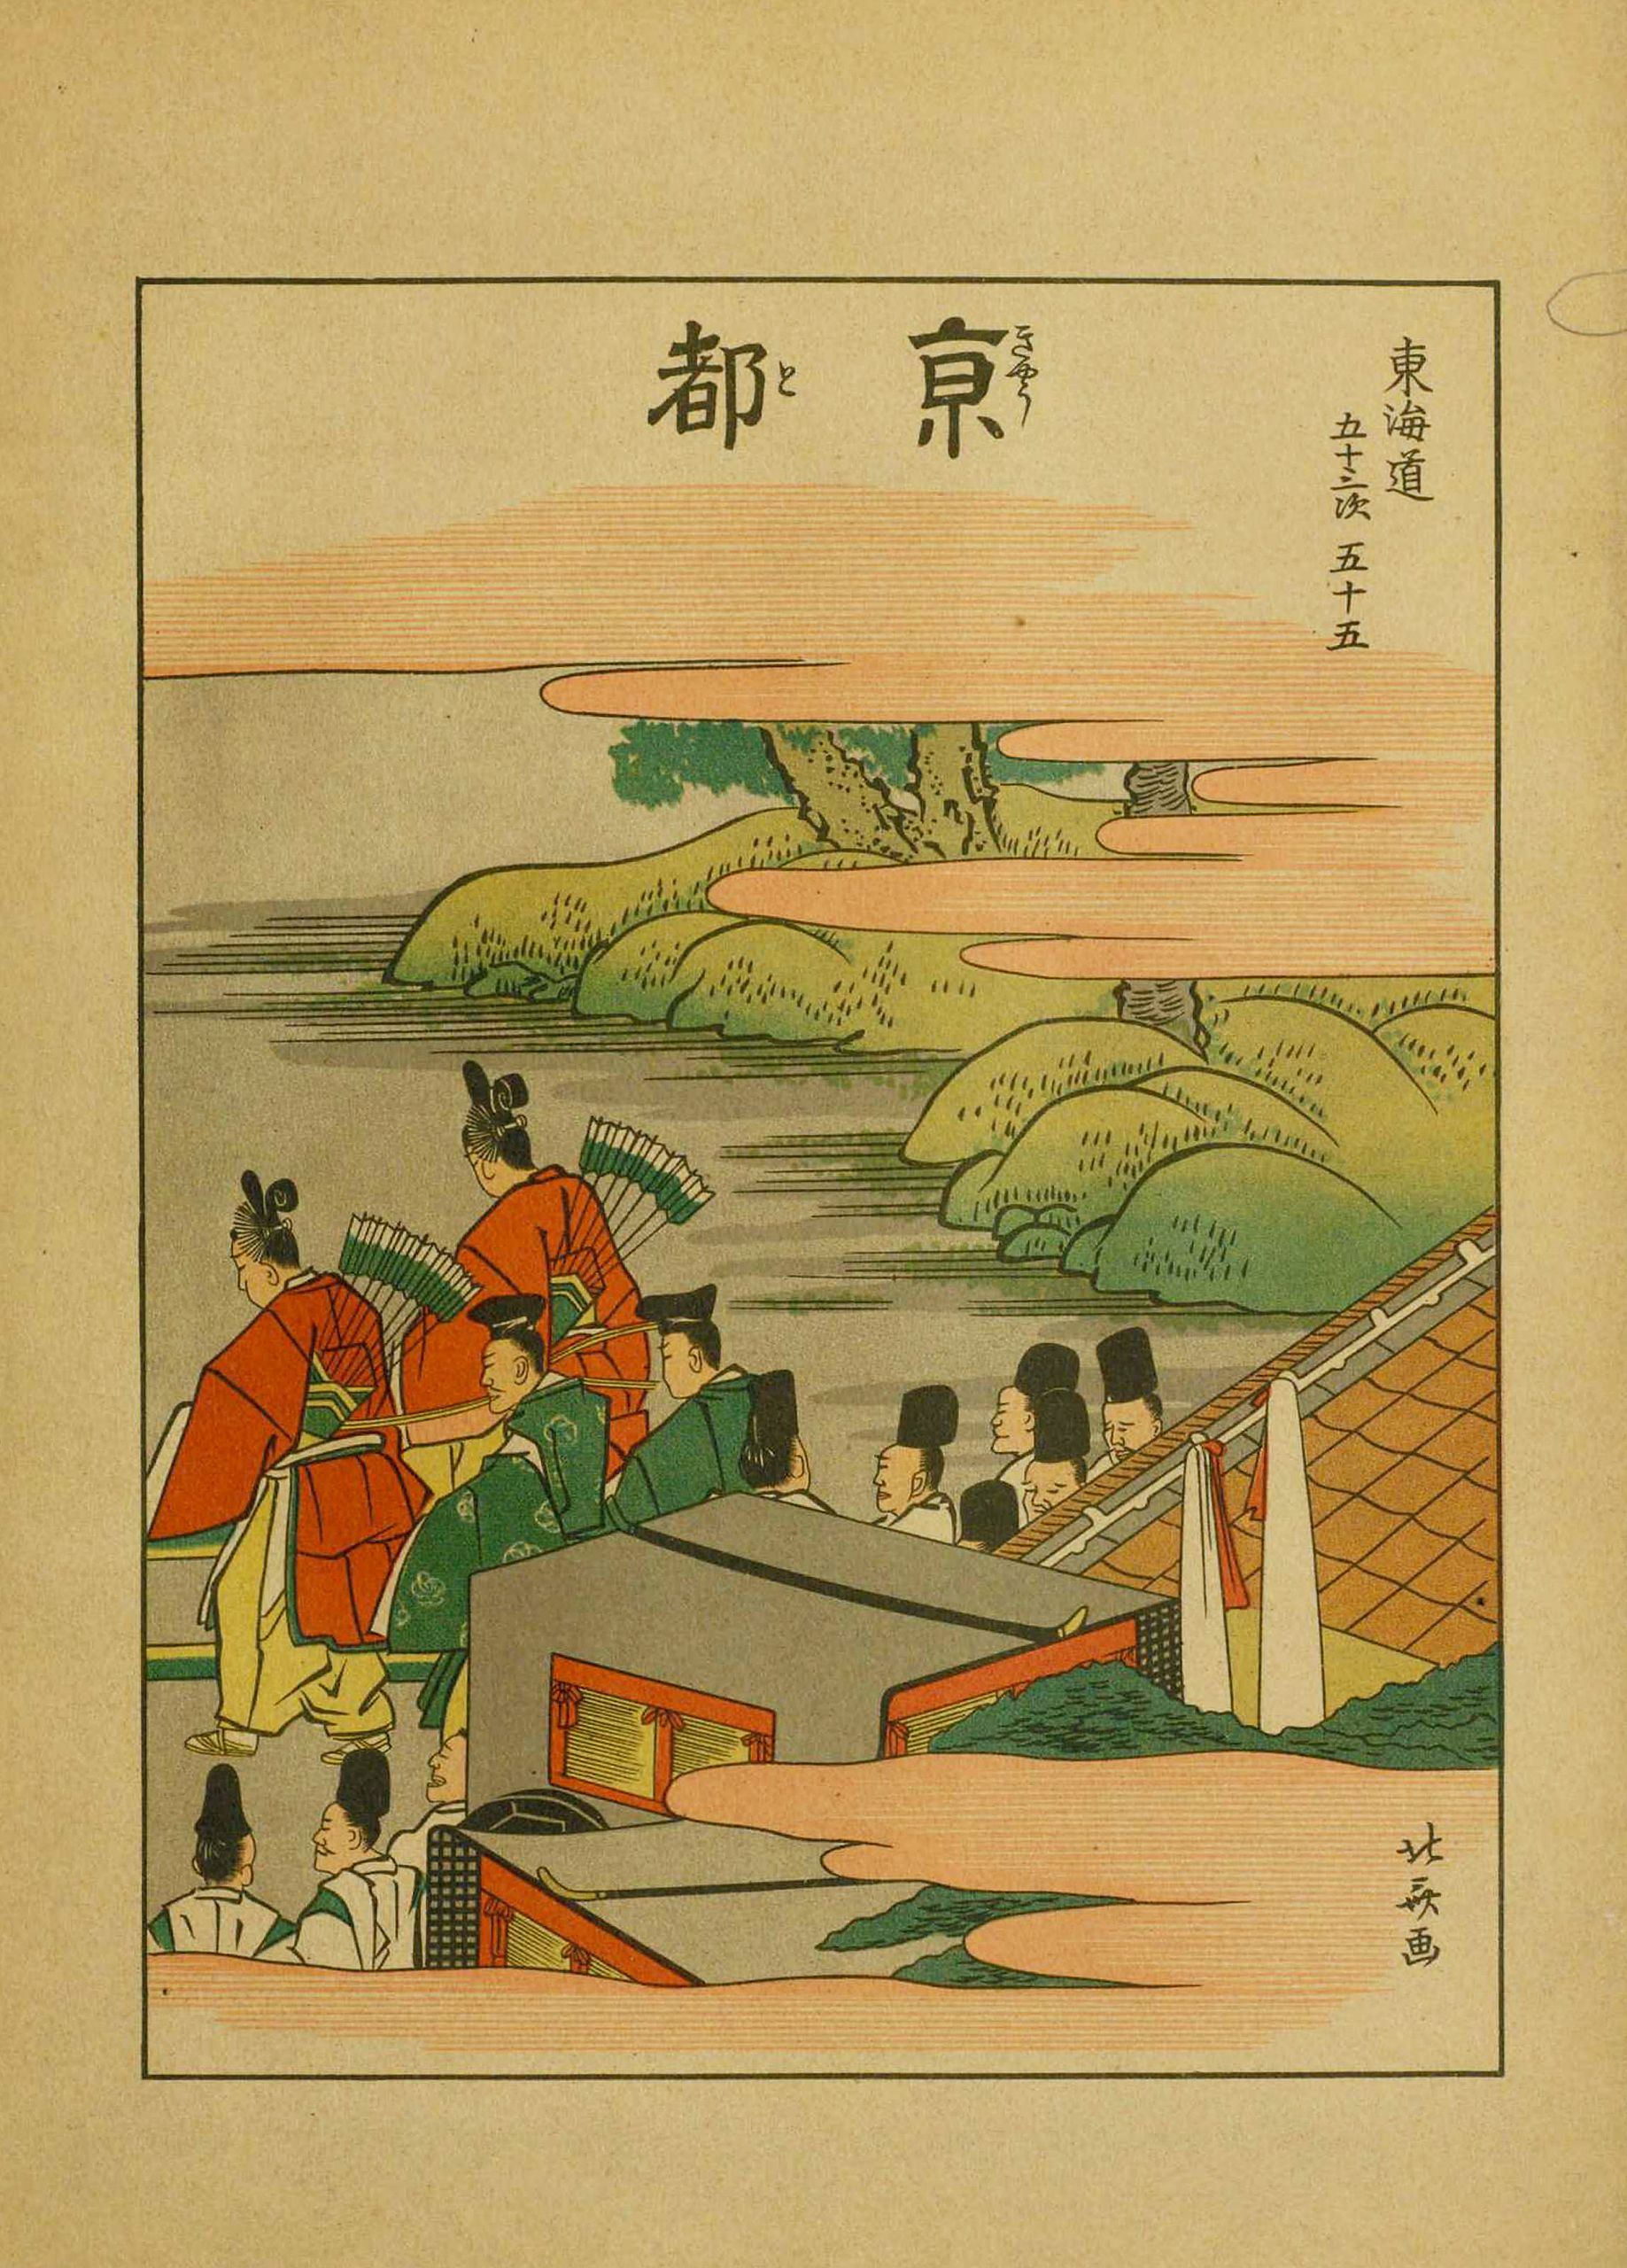 東海道
五十三次 五十五
京都
きやう
と
北斎画